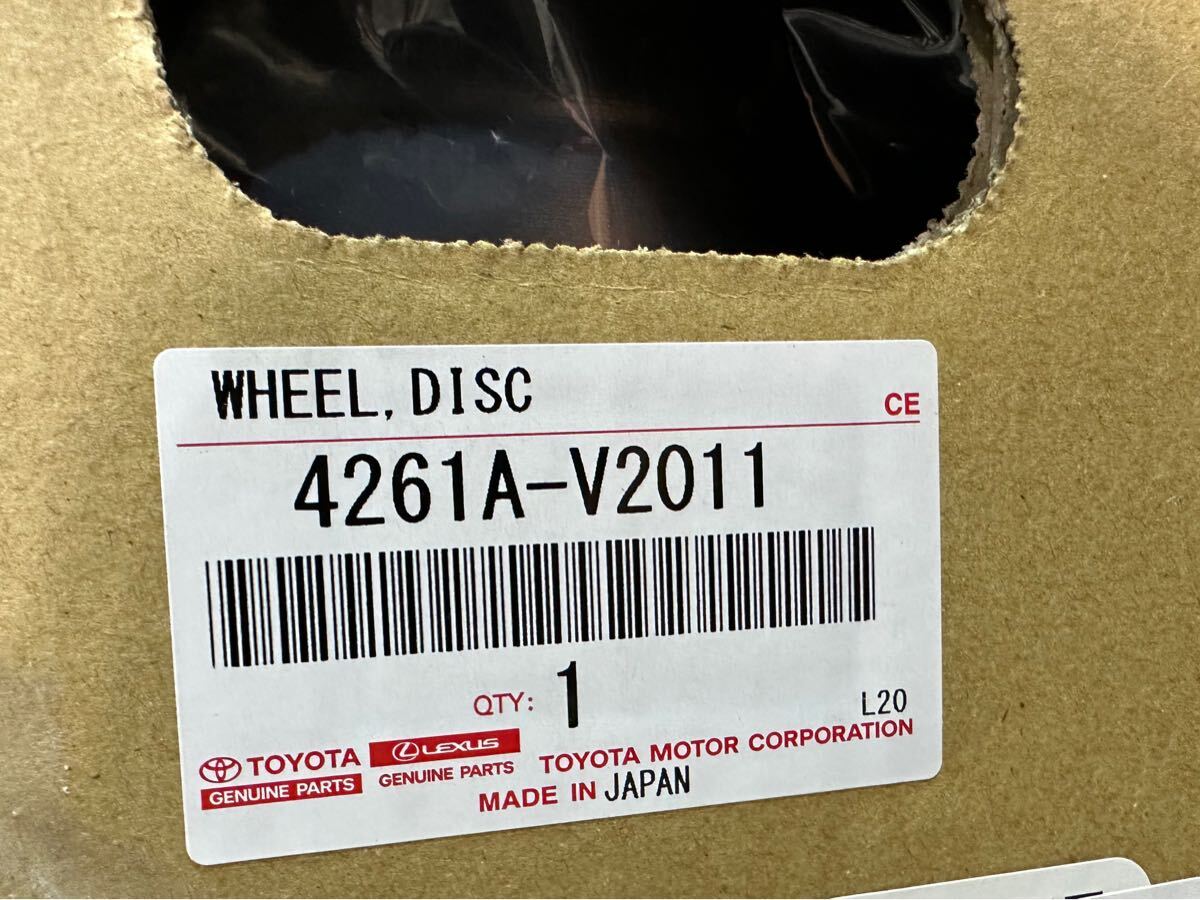 WHEEL, DISC
CE
4261A-V2011
QTY: 1
L20
TOYOTA
GENUINE PARTS
LEXUS
GENUINE PARTS
TOYOTA MOTOR CORPORATION
MADE IN JAPAN